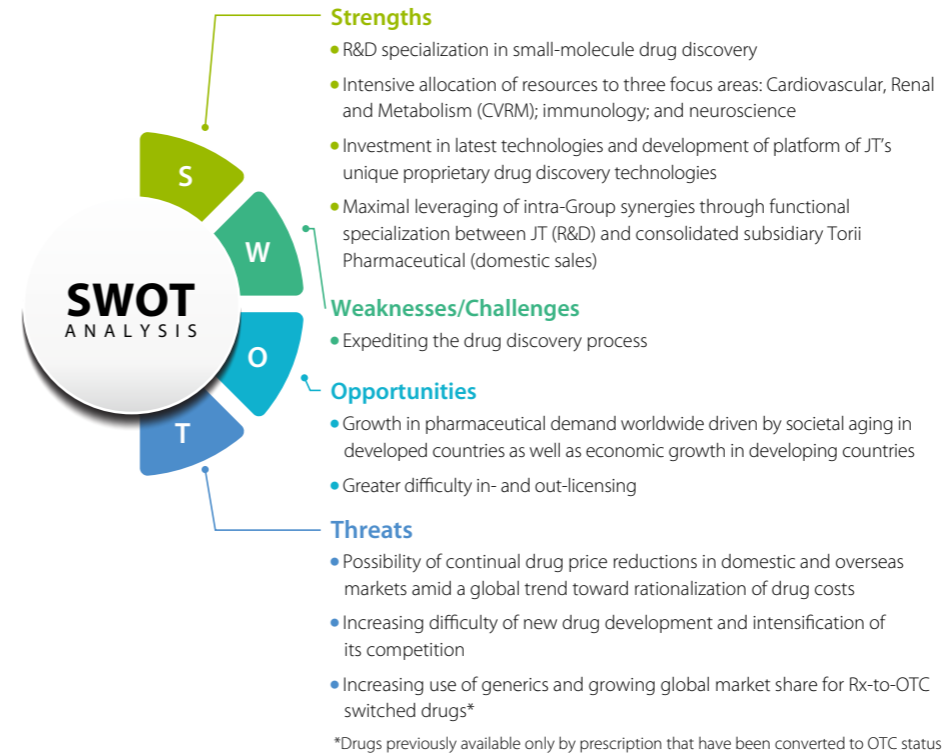 Strengths
• R&D specialization in small-molecule drug discovery
• Intensive allocation of resources to three focus areas: Cardiovascular, Renal
and Metabolism (CVRM); immunology; and neuroscience
• Investment in latest technologies and development of platform of JT's
unique proprietary drug discovery technologies
• Maximal leveraging of intra-Group synergies through functional
specialization between JT (R&D) and consolidated subsidiary Torii
Pharmaceutical (domestic sales)
S
W
O
T
SWOT
ANALYSIS
Weaknesses/Challenges
• Expediting the drug discovery process
Opportunities
• Growth in pharmaceutical demand worldwide driven by societal aging in
developed countries as well as economic growth in developing countries
• Greater difficulty in- and out-licensing
Threats
• Possibility of continual drug price reductions in domestic and overseas
markets amid a global trend toward rationalization of drug costs
• Increasing difficulty of new drug development and intensification of
its competition
• Increasing use of generics and growing global market share for Rx-to-OTC
switched drugs*
*Drugs previously available only by prescription that have been converted to OTC status